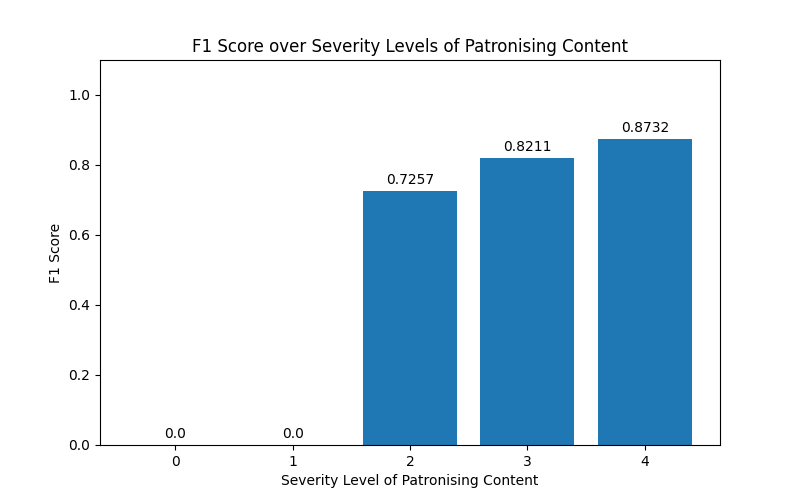 F1 Score over Severity Levels of Patronising Content
1.0
0.8
0.6
0.4
0.2
0.0
F1 Score
0.0
0.0
0.7257
0.8211
0.8732
0 1 2 3 4
Severity Level of Patronising Content